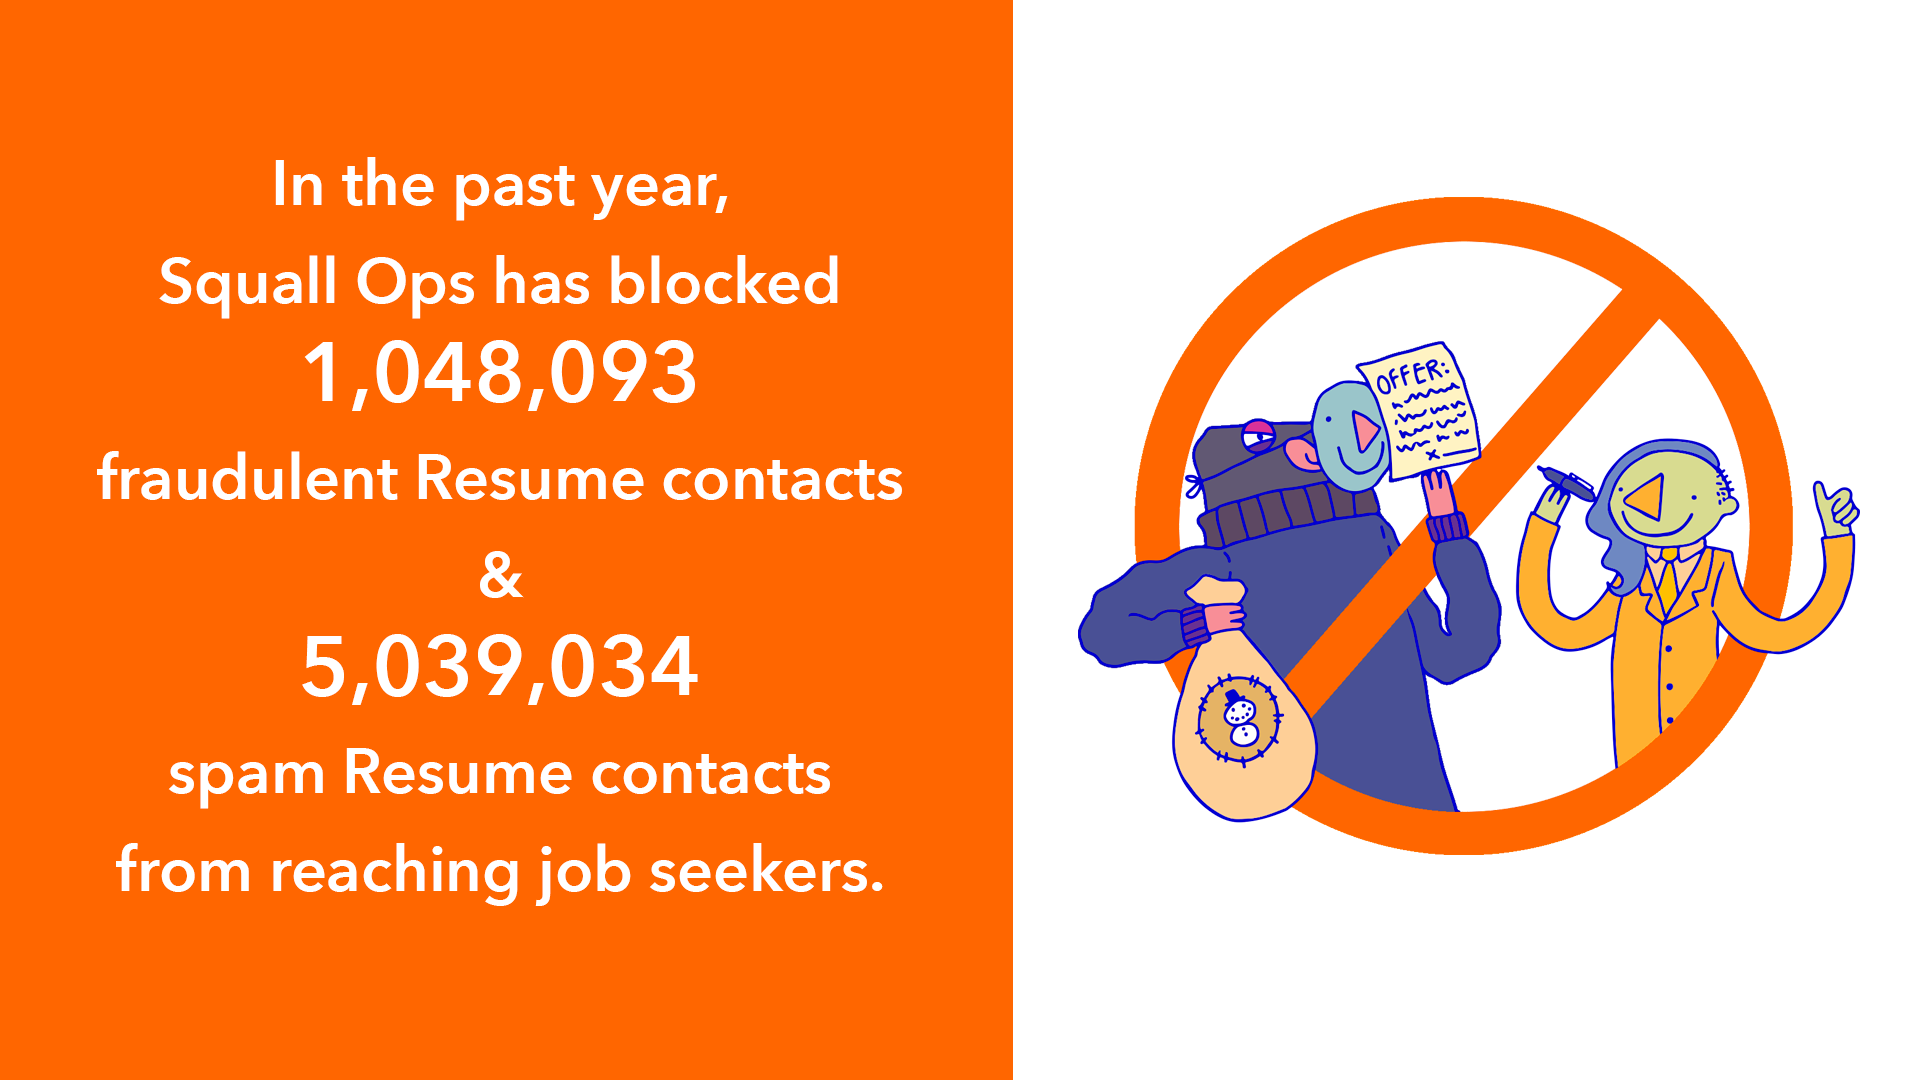 In the past year,
Squall Ops has blocked
1,048,093
fraudulent Resume contacts
&
5,039,034
spam Resume contacts
from reaching job seekers.
OFFER:
x